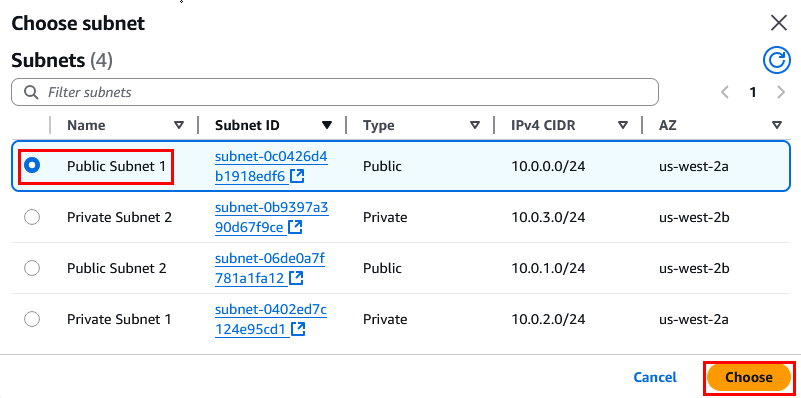 Choose subnet
Subnets (4)
Filter subnets
1
Name Subnet ID Type IPv4 CIDR AZ
Public Subnet 1 subnet-0c0426d4b1918edf6 Public 10.0.0.0/24 us-west-2a
Private Subnet 2 subnet-0b9397a390d67f9ce Private 10.0.3.0/24 us-west-2b
Public Subnet 2 subnet-06de0a7f781a1fa12 Public 10.0.1.0/24 us-west-2b
Private Subnet 1 subnet-0402ed7c124e95cd1 Private 10.0.2.0/24 us-west-2a
Cancel Choose